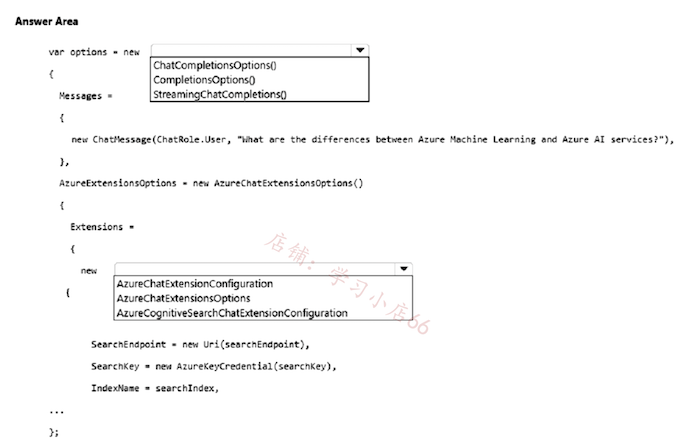 Answer Area
var options = new
ChatCompletionsOptions()
CompletionsOptions()
StreamingChatCompletions()
{
Messages =
{
new ChatMessage(ChatRole.User, "What are the differences between Azure Machine Learning and Azure AI services?"),
},
AzureExtensionsOptions = new AzureChatExtensionsOptions()
{
Extensions =
{
new
AzureChatExtensionConfiguration
AzureChatExtensionsOptions
AzureCognitiveSearchChatExtensionConfiguration
{
SearchEndpoint = new Uri(searchEndpoint),
SearchKey = new AzureKeyCredential(searchKey),
IndexName = searchIndex,
...
};
店铺：学习小店66